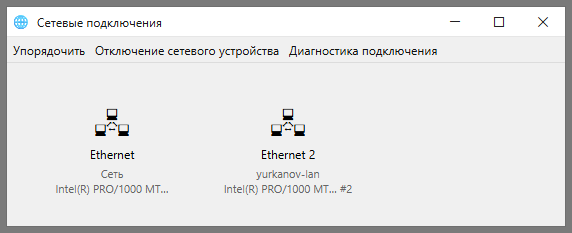 Сетевые подключения
Упорядочить Отключение сетевого устройства Диагностика подключения
Ethernet
Сеть
Intel(R) PRO/1000 MT...
Ethernet 2
yurkanov-lan
Intel(R) PRO/1000 MT... #2